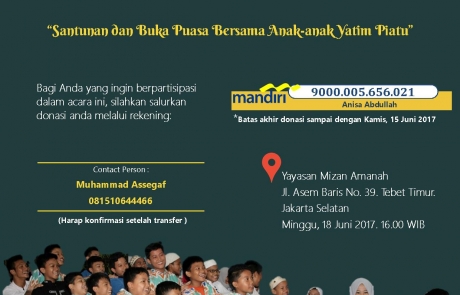 “Santunan dan Buka Puasa Bersama Anak-anak Yatim Piatu”
Bagi Anda yang ingin berpartisipasi
dalam acara ini, silahkan salurkan
donasi anda melalui rekening:
mandiri
9000.005.656.021
Anisa Abdullah
*Batas akhir donasi sampai dengan Kamis, 15 Juni 2017
Contact Person :
Muhammad Assegaf
081510644466
(Harap konfirmasi setelah transfer )
Yayasan Mizan Amanah
Jl. Asem Baris No. 39. Tebet Timur.
Jakarta Selatan
Minggu, 18 Juni 2017. 16.00 WIB